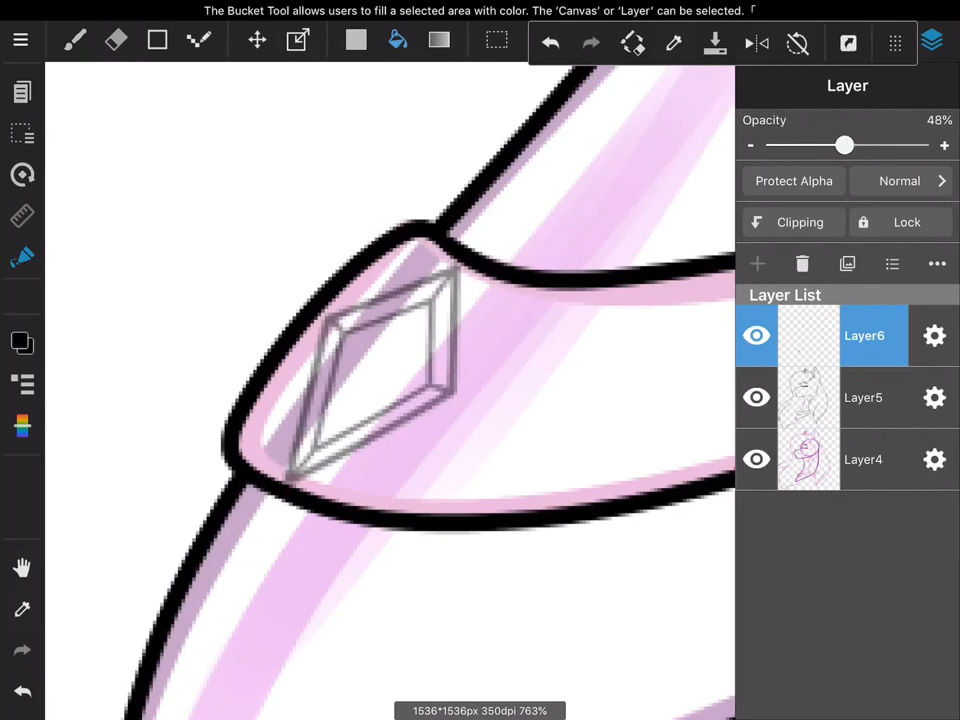 The Bucket Tool allows users to fill a selected area with color. The 'Canvas' or 'Layer' can be selected.「
Layer
Opacity 48%
- +
Protect Alpha Normal
Clipping Lock
Layer List
Layer6
Layer5
Layer4
1536*1536px 350dpi 763%